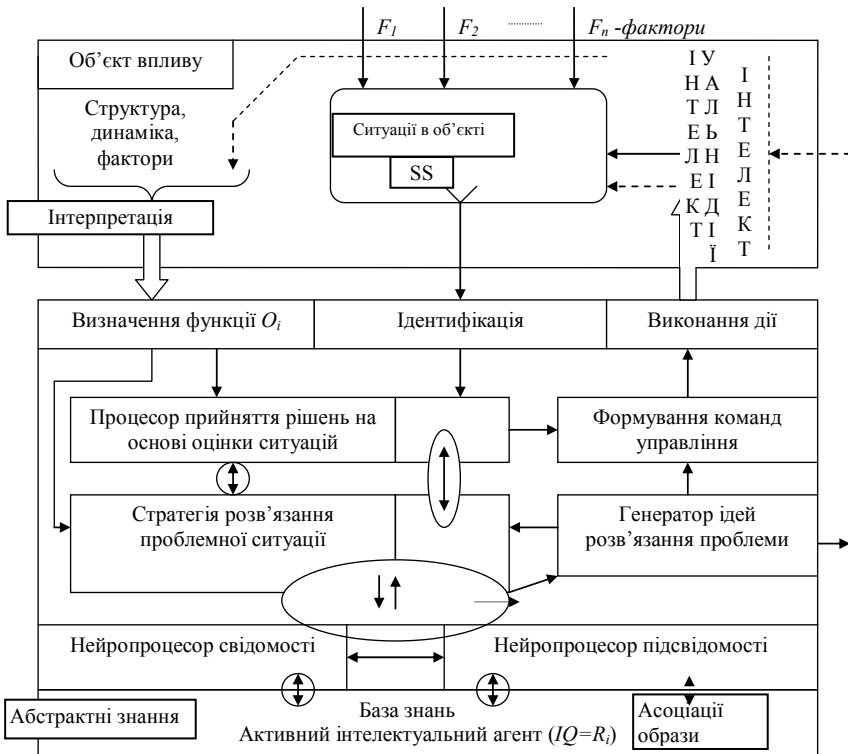 F₁ F₂ ........... Fₙ -фактори
Об’єкт впливу
Структура,
динаміка,
фактори
Ситуації в об’єкті
SS
ІНТЕЛЕКТ
УАЛЬНІ ДІЇ
ІНТЕЛЕКТ
Інтерпретація
Визначення функції Oᵢ
Ідентифікація
Виконання дії
Процесор прийняття рішень на
основі оцінки ситуацій
Формування команд
управління
Стратегія розв’язання
проблемної ситуації
Генератор ідей
розв’язання проблеми
Нейропроцесор свідомості
Нейропроцесор підсвідомості
Абстрактні знання
База знань
Активний інтелектуальний агент (IQ=Rᵢ)
Асоціації
образи